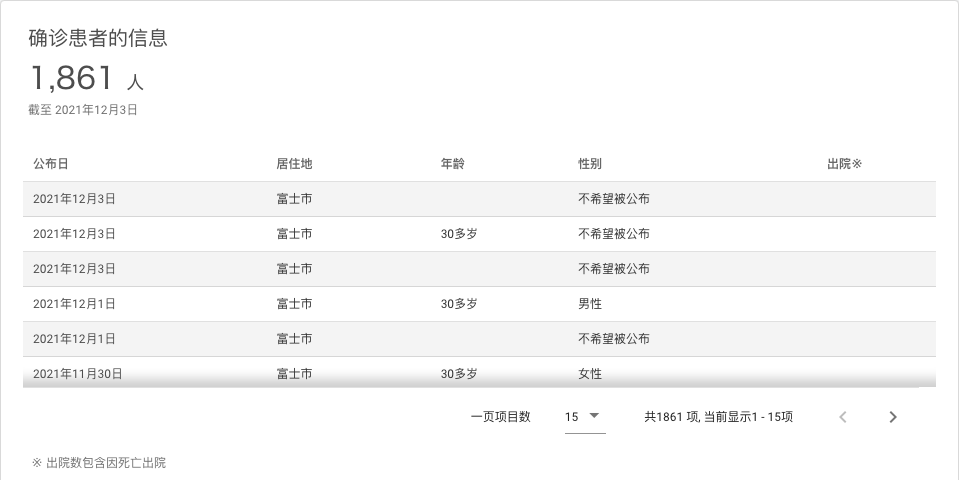 确诊患者的信息
1,861 人
截至 2021年12月3日
公布日 居住地 年龄 性别 出院※
2021年12月3日 富士市 不希望被公布
2021年12月3日 富士市 30多岁 不希望被公布
2021年12月3日 富士市 不希望被公布
2021年12月1日 富士市 30多岁 男性
2021年12月1日 富士市 不希望被公布
2021年11月30日 富士市 30多岁 女性
一页项目数 15 共1861 项, 当前显示1 - 15项
※ 出院数包含因死亡出院